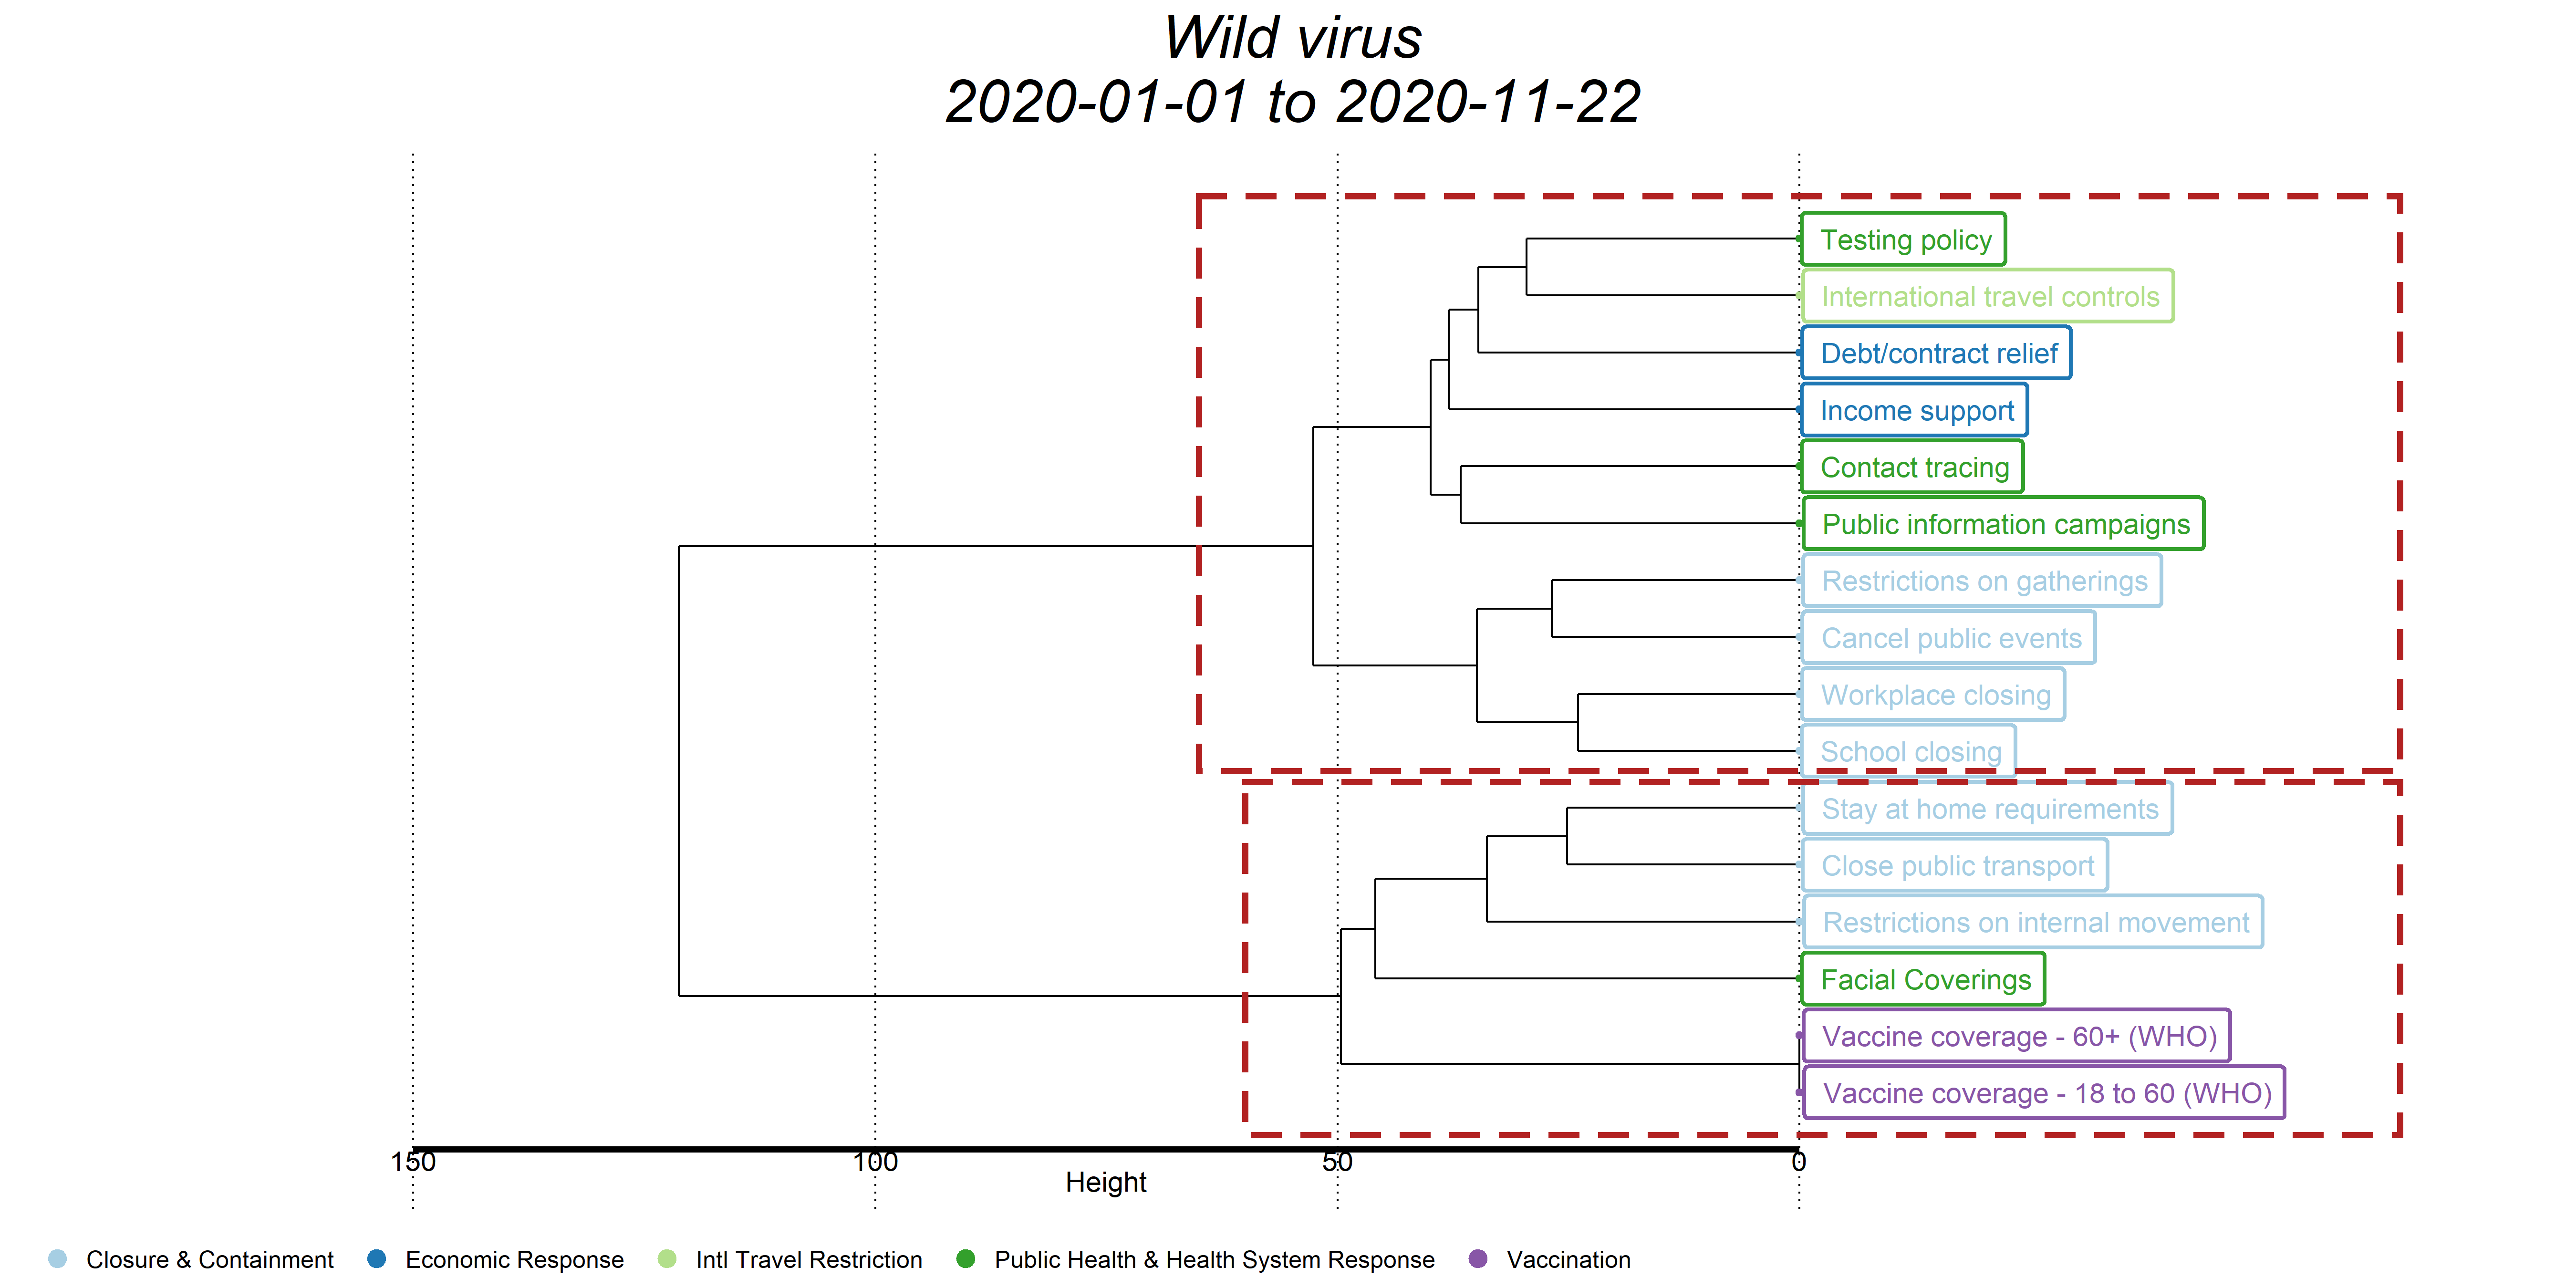 Wild virus
2020-01-01 to 2020-11-22
Testing policy
International travel controls
Debt/contract relief
Income support
Contact tracing
Public information campaigns
Restrictions on gatherings
Cancel public events
Workplace closing
School closing
Stay at home requirements
Close public transport
Restrictions on internal movement
Facial Coverings
Vaccine coverage - 60+ (WHO)
Vaccine coverage - 18 to 60 (WHO)
150 100 50 0
Height
Closure & Containment Economic Response Intl Travel Restriction Public Health & Health System Response Vaccination